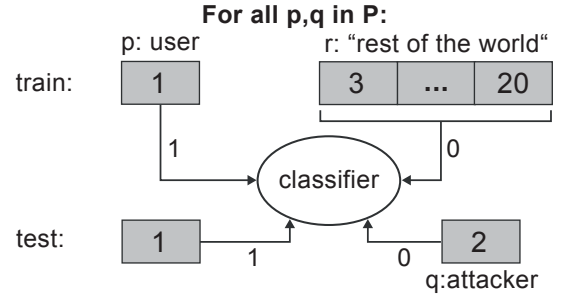 For all p,q in P:
p: user
r: “rest of the world“
train:
1
3 ... 20
1
0
classifier
test:
1
1
0
2
q:attacker